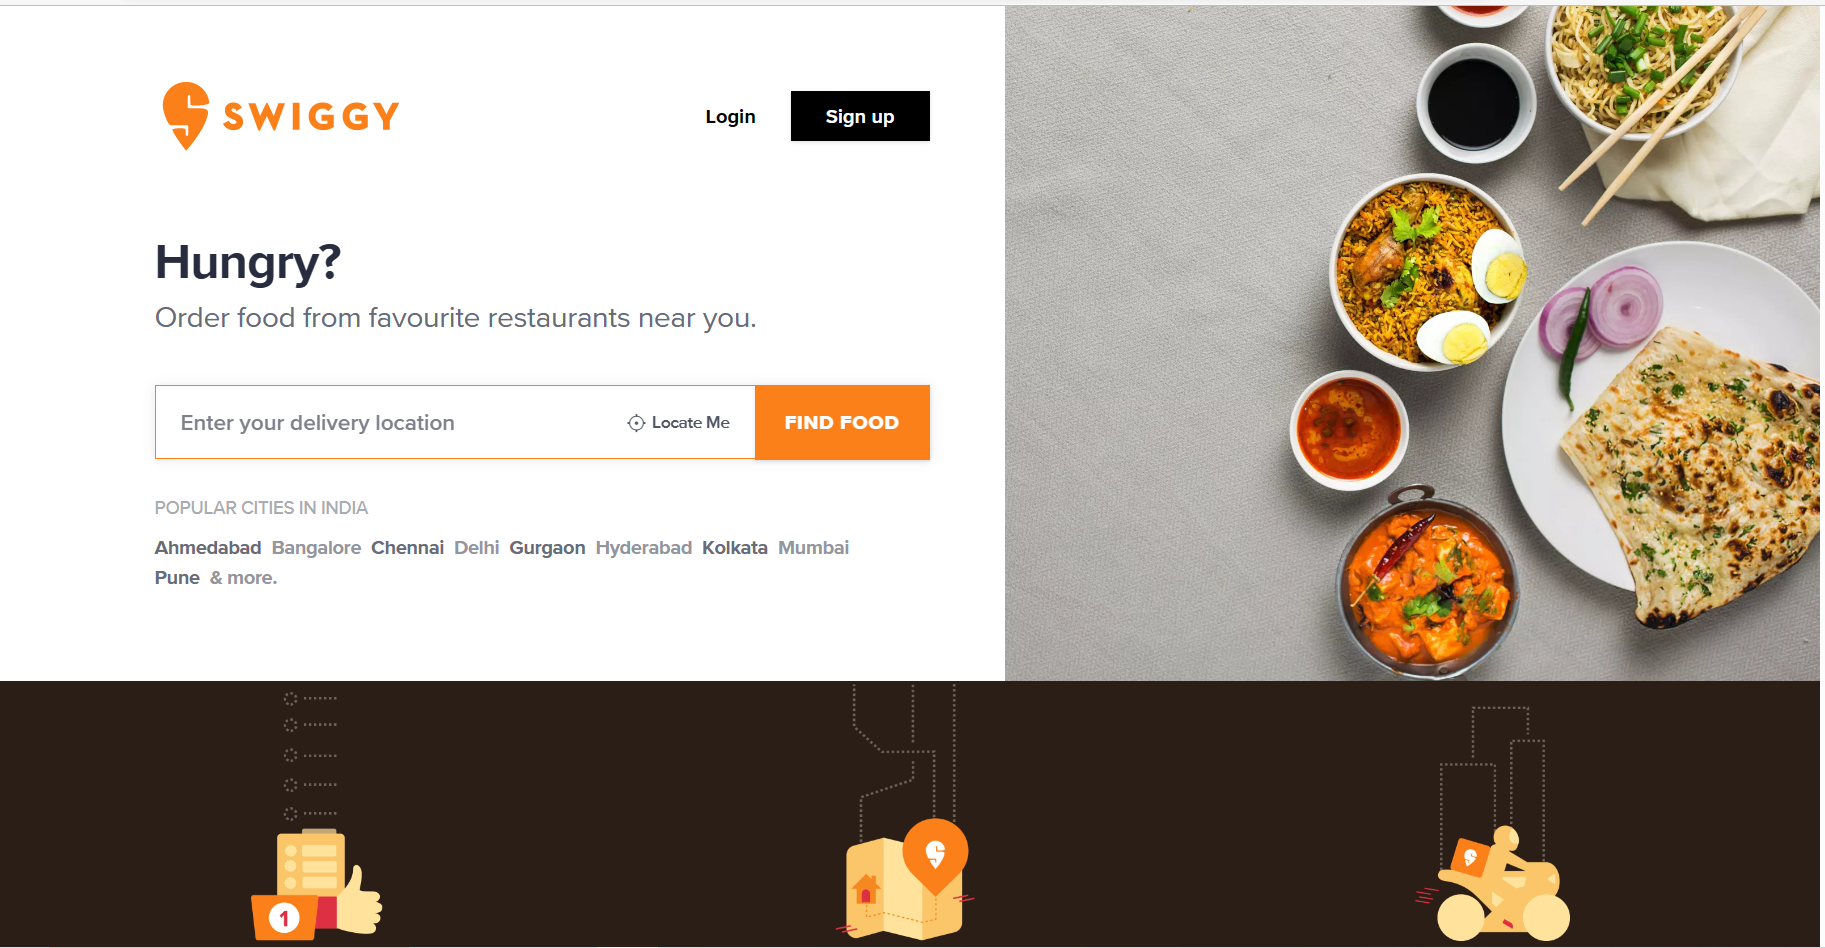 SWIGGY
Login
Sign up
Hungry?
Order food from favourite restaurants near you.
Enter your delivery location
Locate Me
FIND FOOD
POPULAR CITIES IN INDIA
Ahmedabad Bangalore Chennai Delhi Gurgaon Hyderabad Kolkata Mumbai
Pune & more.
1